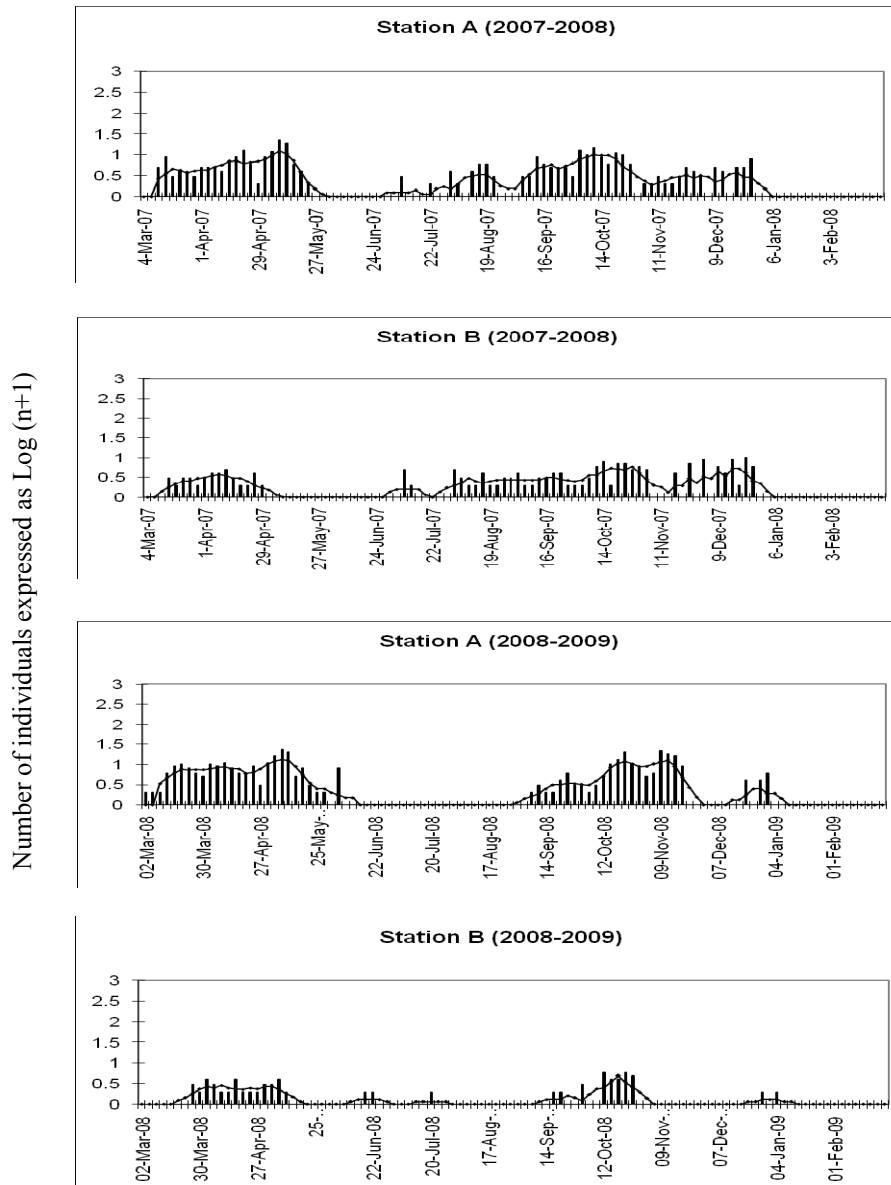 Number of individuals expressed as Log (n+1)
Station A (2007-2008)
3
2.5
2
1.5
1
0.5
0
4-Mar-07
1-Apr-07
29-Apr-07
27-May-07
24-Jun-07
22-Jul-07
19-Aug-07
16-Sep-07
14-Oct-07
11-Nov-07
9-Dec-07
6-Jan-08
3-Feb-08
Station B (2007-2008)
3
2.5
2
1.5
1
0.5
0
4-Mar-07
1-Apr-07
29-Apr-07
27-May-07
24-Jun-07
22-Jul-07
19-Aug-07
16-Sep-07
14-Oct-07
11-Nov-07
9-Dec-07
6-Jan-08
3-Feb-08
Station A (2008-2009)
3
2.5
2
1.5
1
0.5
0
02-Mar-08
30-Mar-08
27-Apr-08
25-May-..
22-Jun-08
20-Jul-08
17-Aug-08
14-Sep-08
12-Oct-08
09-Nov-08
07-Dec-08
04-Jan-09
01-Feb-09
Station B (2008-2009)
3
2.5
2
1.5
1
0.5
0
02-Mar-08
30-Mar-08
27-Apr-08
25-..
22-Jun-08
20-Jul-08
17-Aug-..
14-Sep-..
12-Oct-08
09-Nov-..
07-Dec-..
04-Jan-09
01-Feb-09